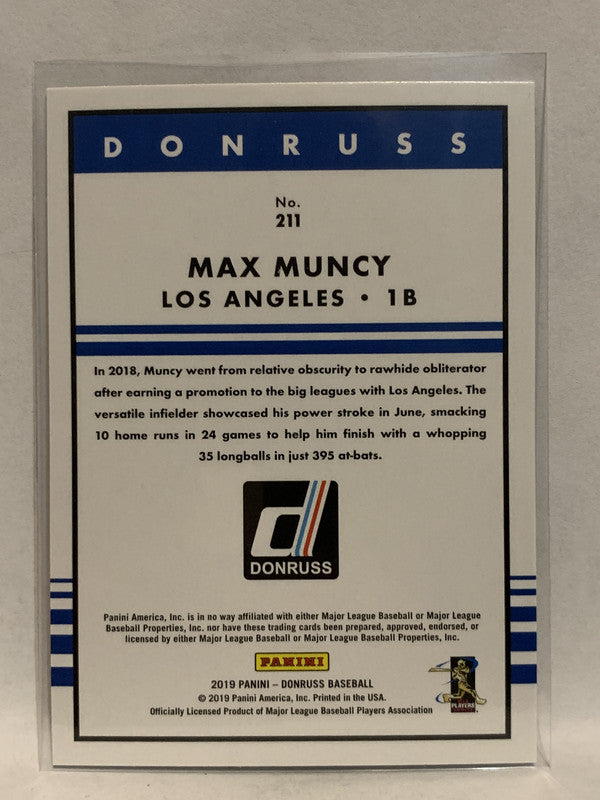 DONRUSS
No.
211
MAX MUNCY
LOS ANGELES • 1B
In 2018, Muncy went from relative obscurity to rawhide obliterator
after earning a promotion to the big leagues with Los Angeles. The
versatile infielder showcased his power stroke in June, smacking
10 home runs in 24 games to help him finish with a whopping
35 longballs in just 395 at-bats.
d
DONRUSS
Panini America, Inc. is in no way affiliated with either Major League Baseball or Major League
Baseball Properties, Inc. nor have these trading cards been prepared, approved, endorsed, or
licensed by either Major League Baseball or Major League Baseball Properties, Inc.
PANINI
2019 PANINI – DONRUSS BASEBALL
© 2019 Panini America, Inc. Printed in the USA.
Officially Licensed Product of Major League Baseball Players Association
PLAYERS